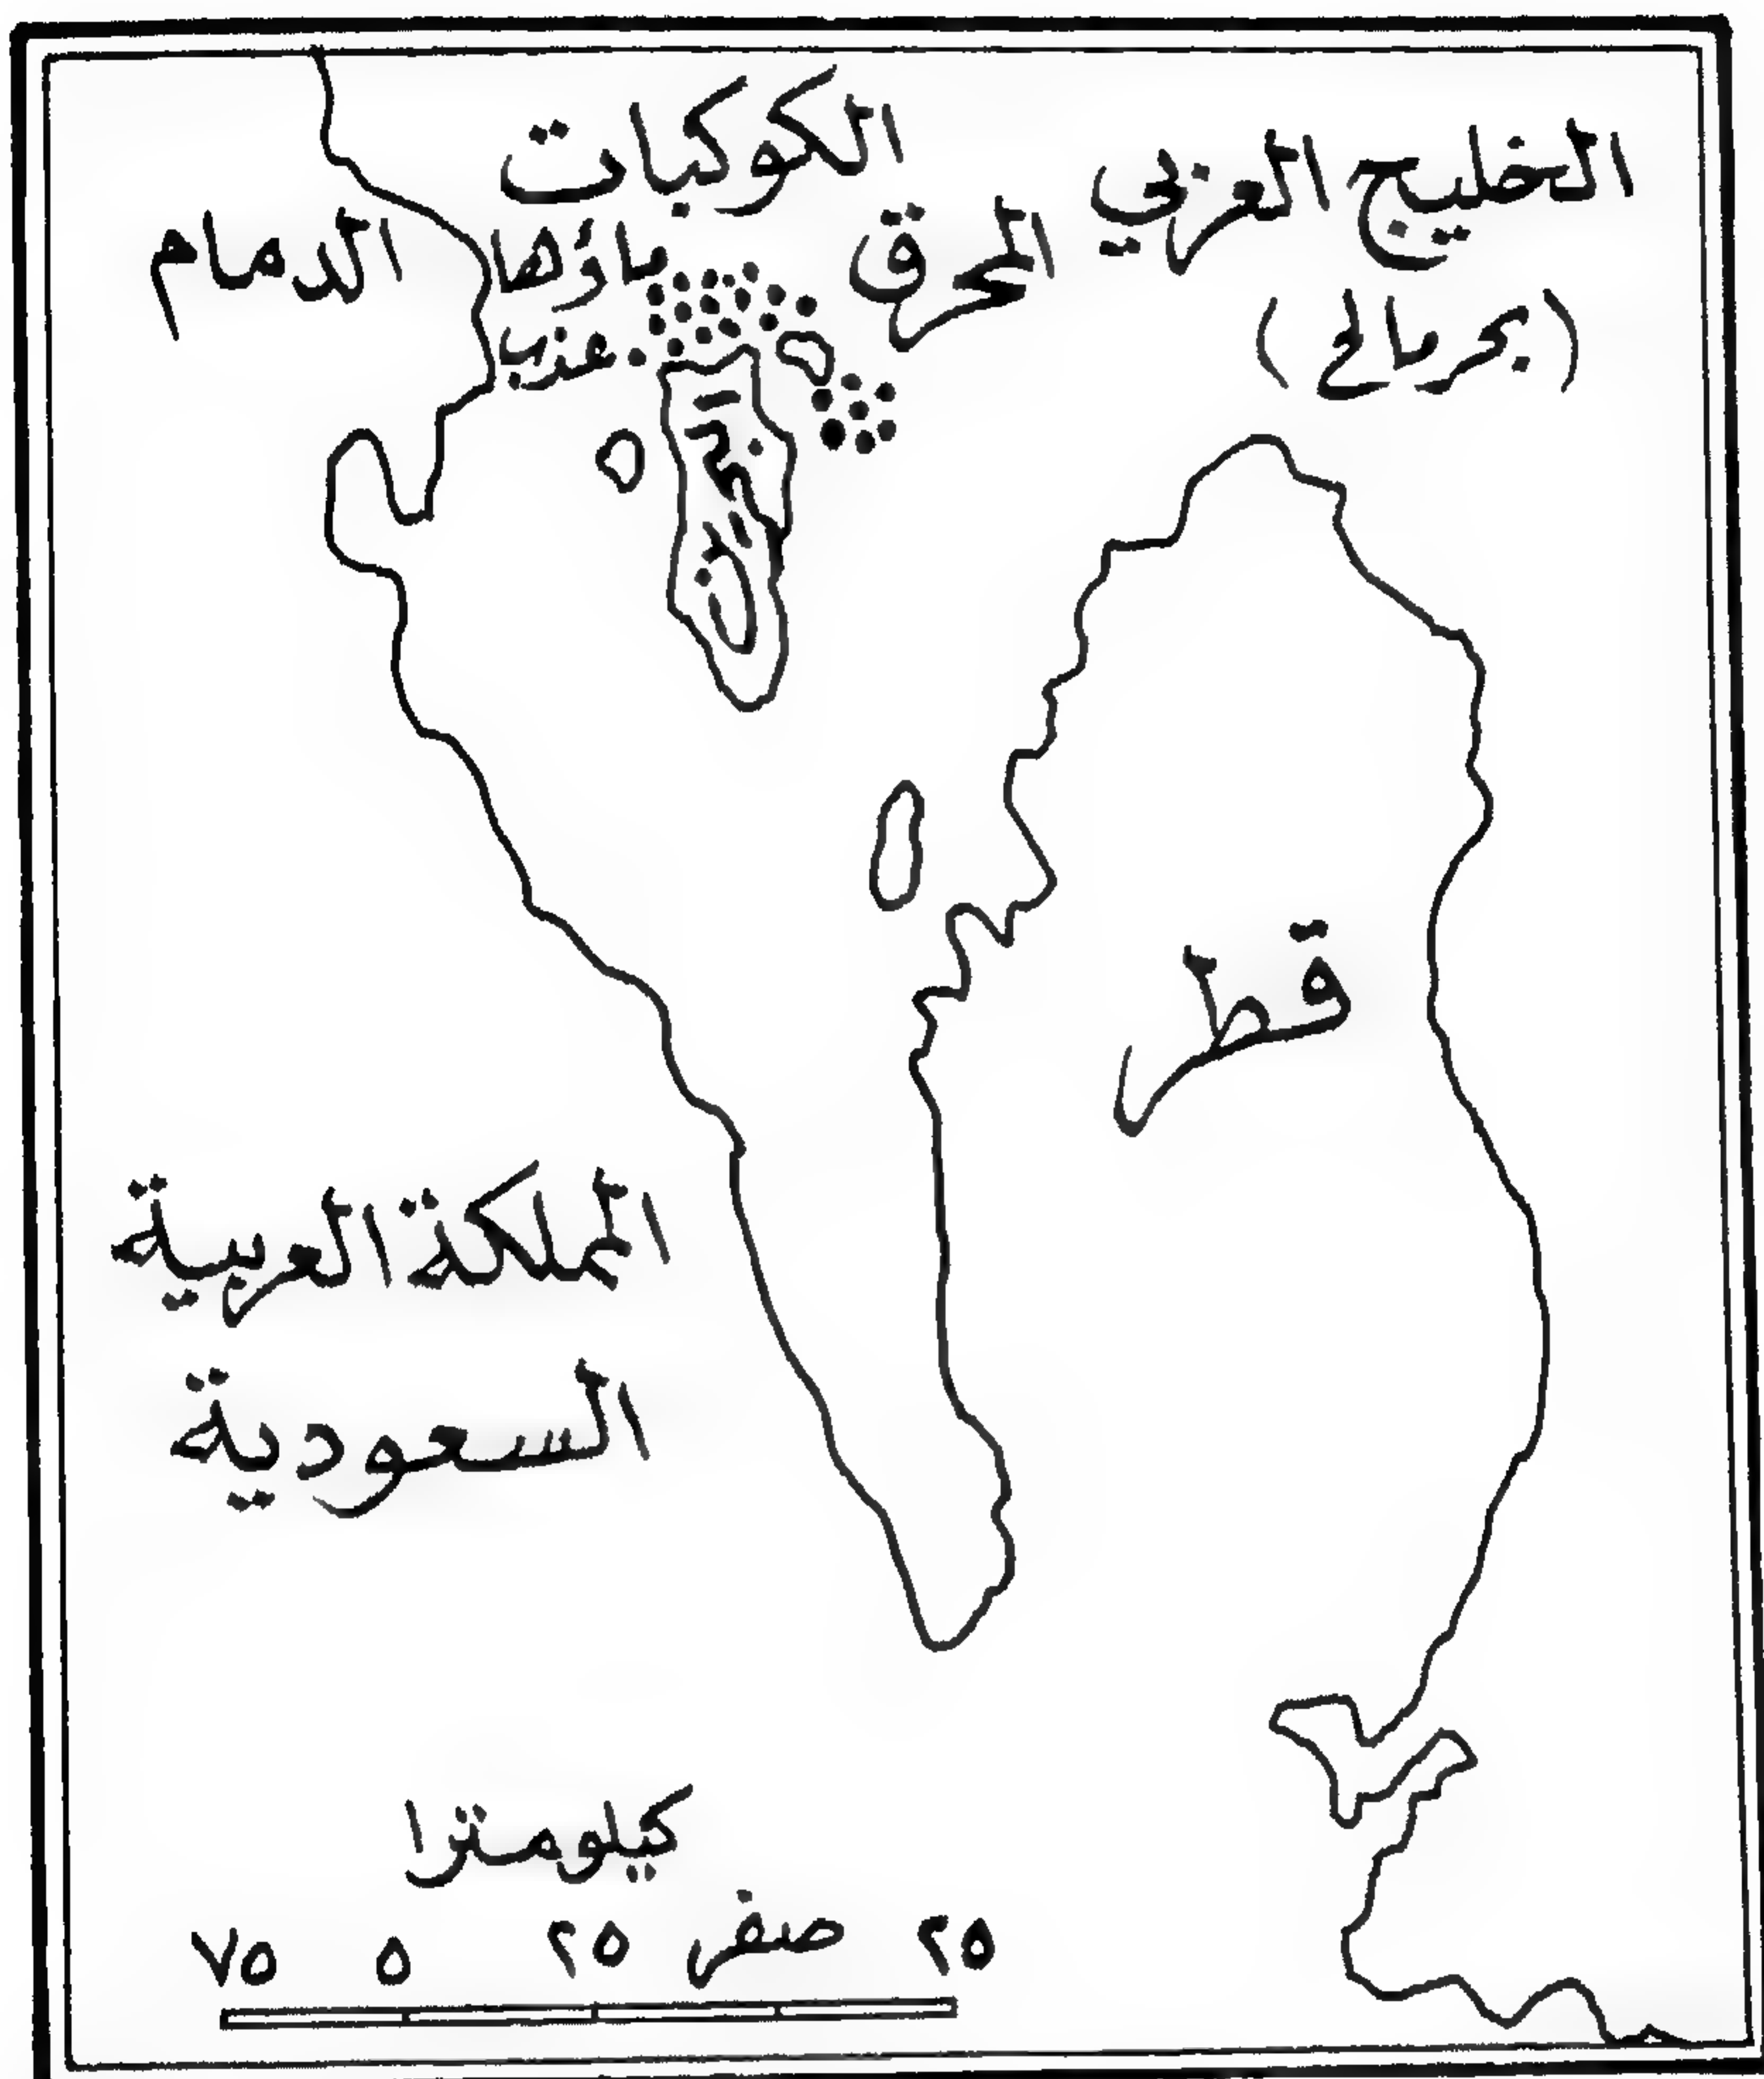 الخليج العربي
(بحر مالح)
الكوكبات
ماؤها
عذب
المحرق
الدمام
البحرين
قطر
المملكة العربية
السعودية
كيلومترا
٧٥ ٥ ٢٥ صفر ٢٥